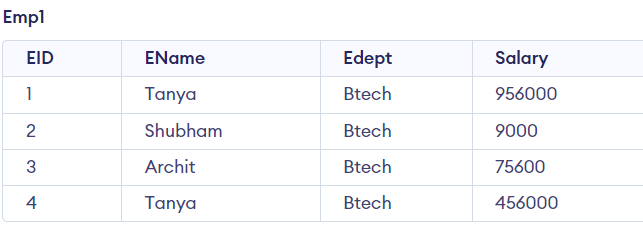 Emp1
EID EName Edept Salary
1 Tanya Btech 956000
2 Shubham Btech 9000
3 Archit Btech 75600
4 Tanya Btech 456000